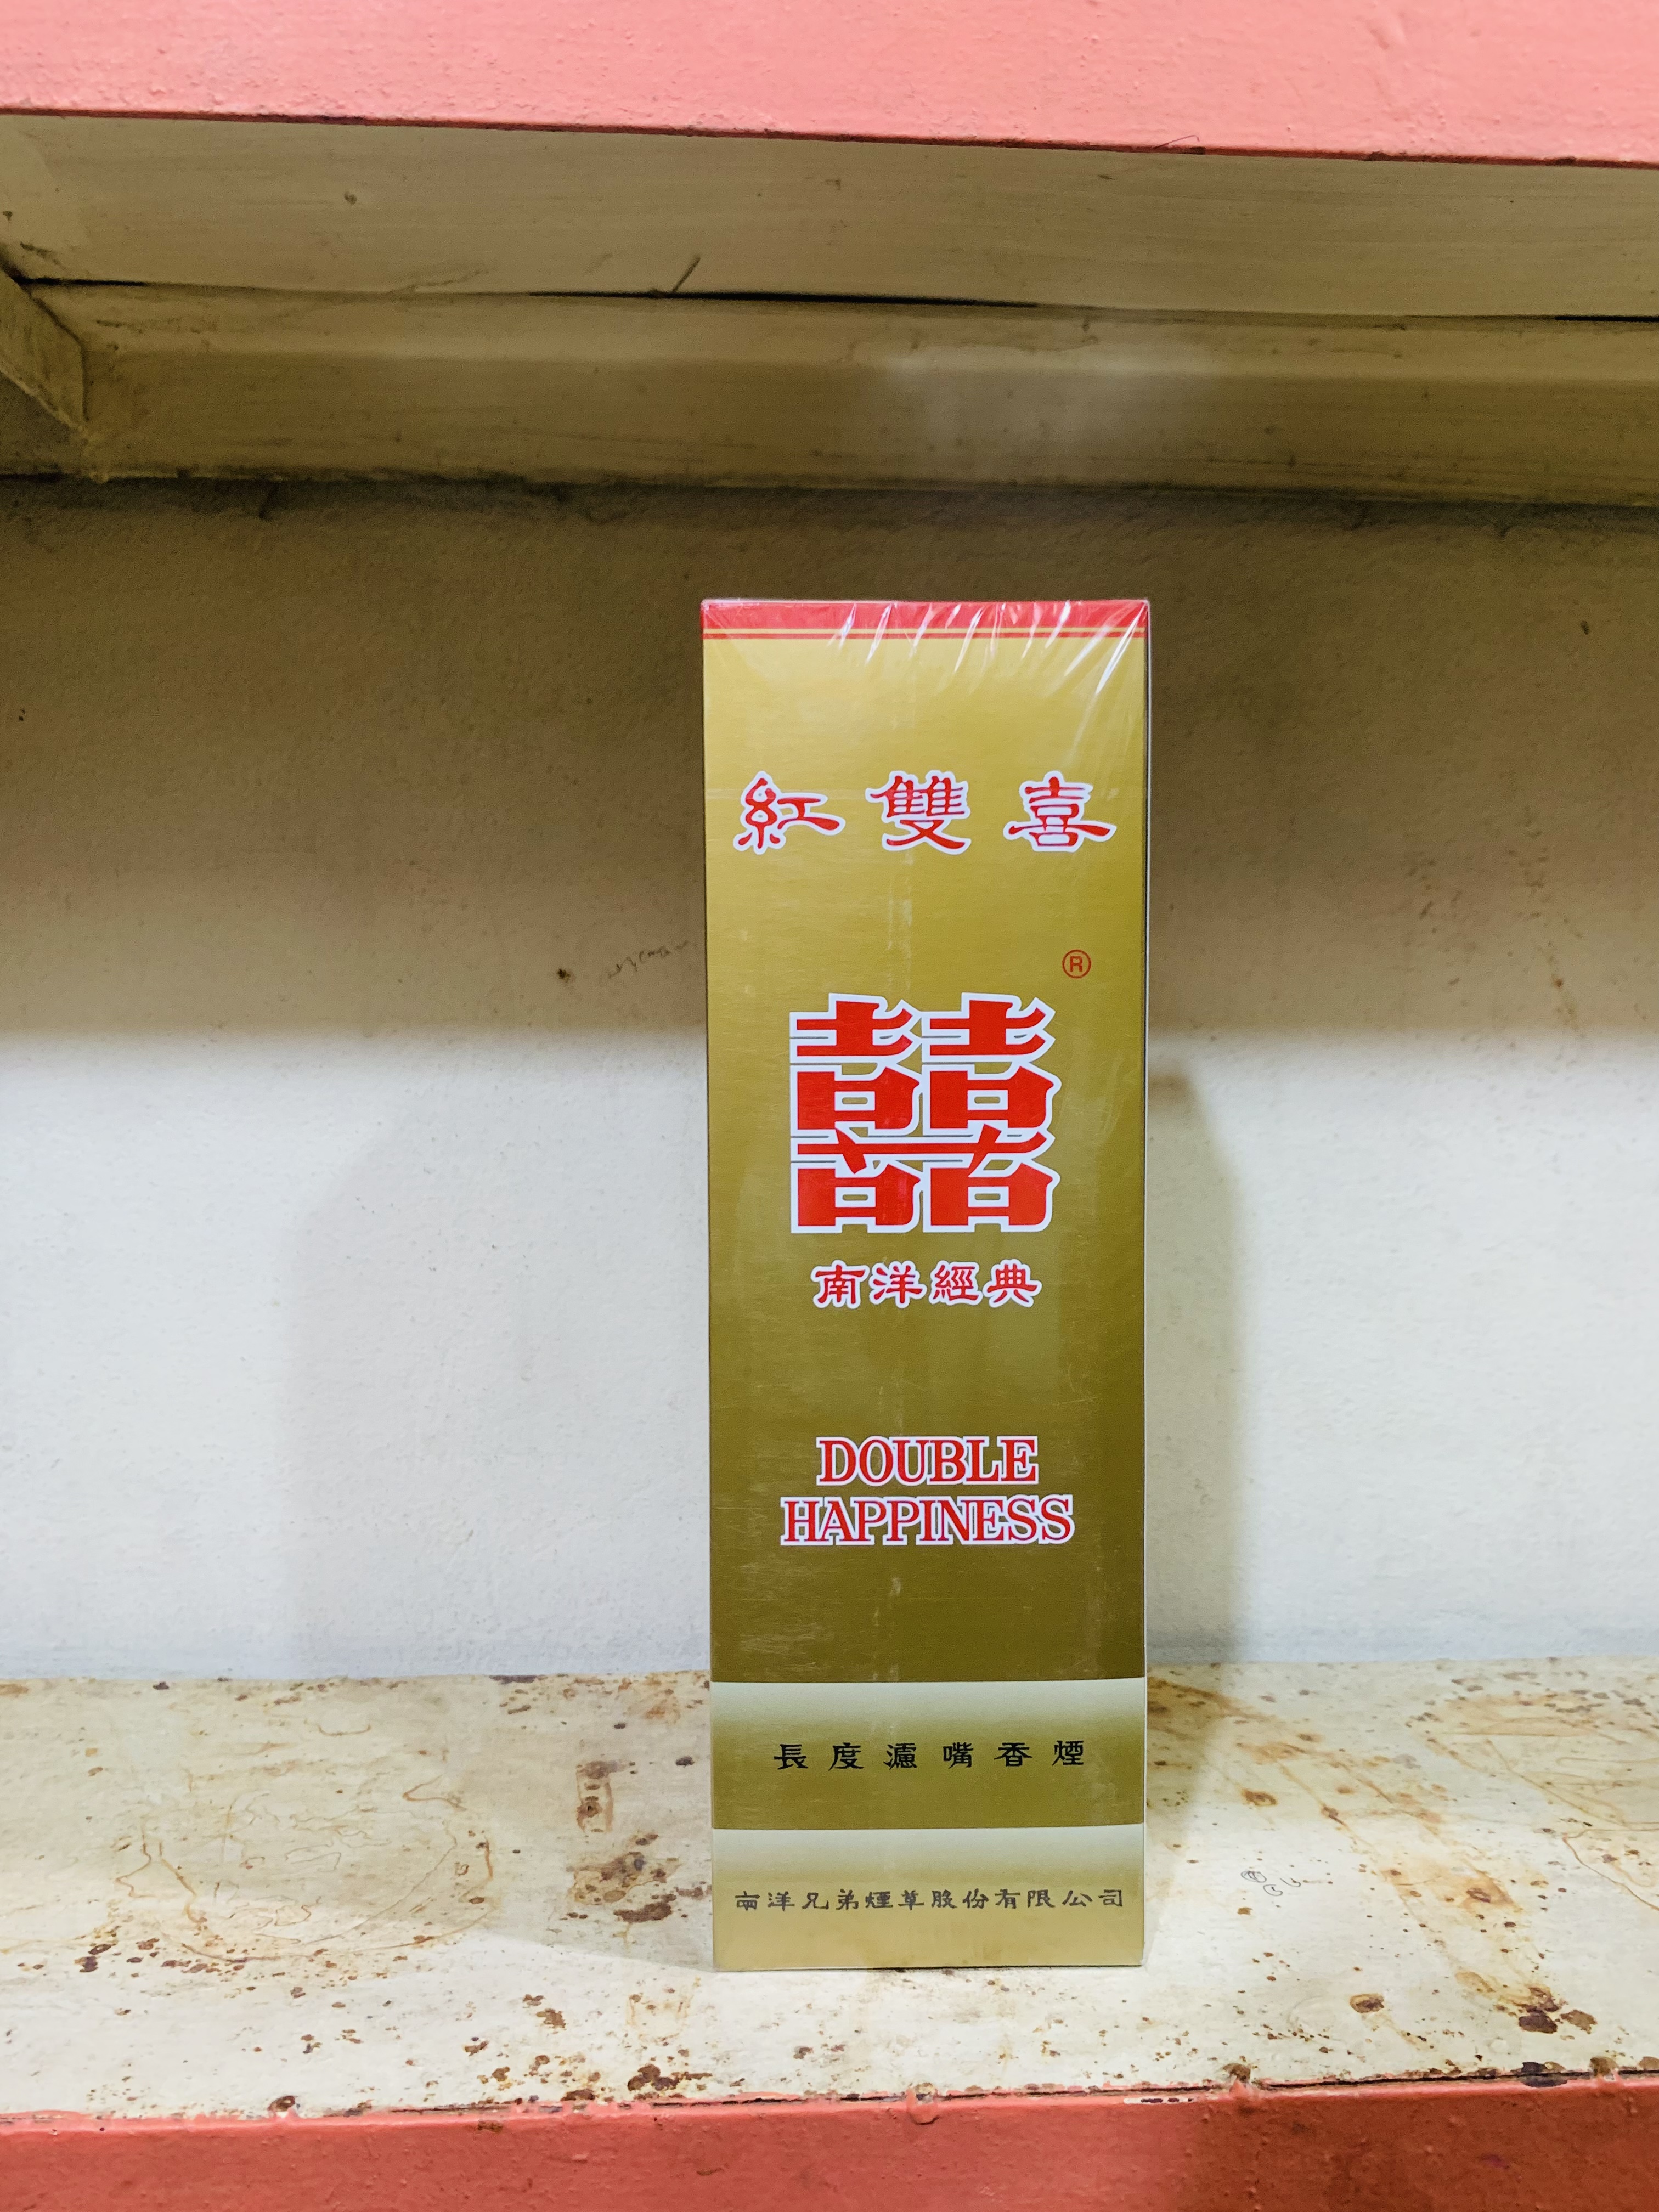 紅雙喜
®
囍
南洋經典
DOUBLE
HAPPINESS
長度濾嘴香煙
南洋兄弟煙草股份有限公司